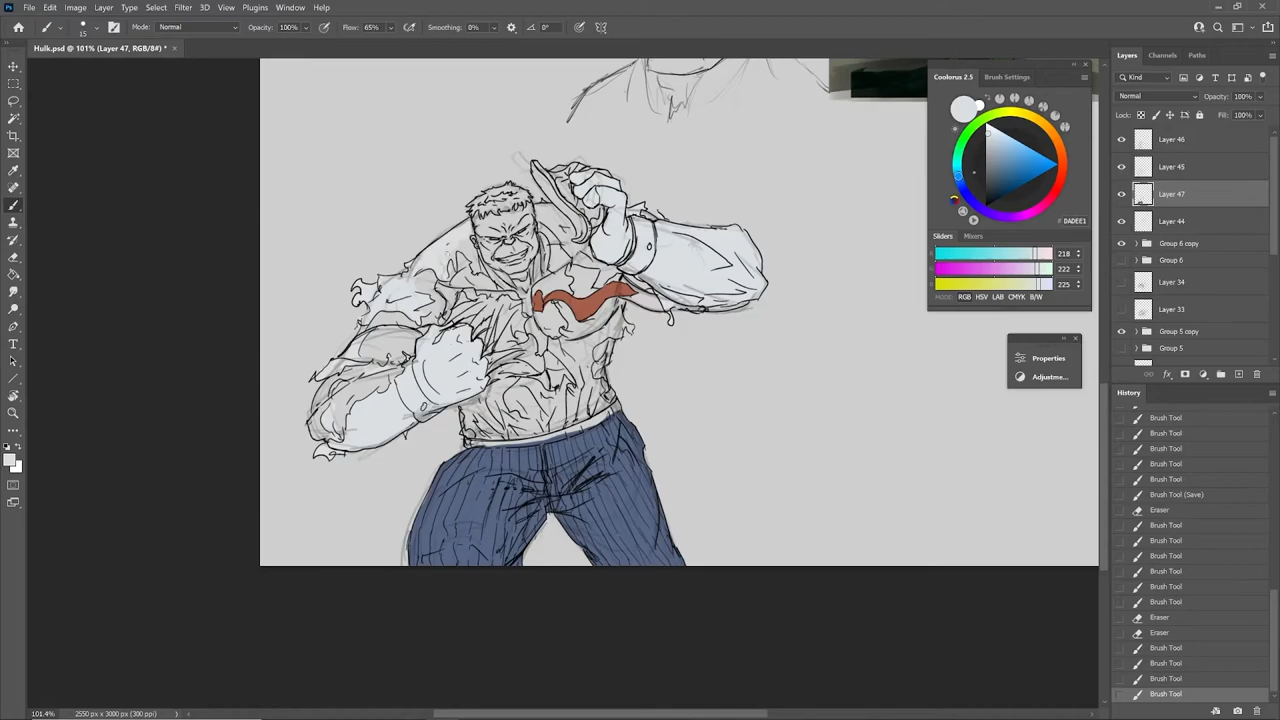 File Edit Image Layer Type Select Filter 3D View Plugins Window Help
15 Mode: Normal Opacity: 100% Flow: 65% Smoothing: 0% 0°
Hulk.psd @ 101% (Layer 47, RGB/8#) *
Coolorus 2.5 Brush Settings
# DADEE1
Sliders Mixers
218
222
225
MODE: RGB HSV LAB CMYK B/W
Properties
Adjustme...
Layers Channels Paths
Kind
Normal Opacity: 100%
Lock: Fill: 100%
Layer 46
Layer 45
Layer 47
Layer 44
Group 6 copy
Group 6
Layer 34
Layer 33
Group 5 copy
Group 5
History
Brush Tool
Brush Tool
Brush Tool
Brush Tool
Brush Tool
Brush Tool (Save)
Eraser
Brush Tool
Brush Tool
Brush Tool
Brush Tool
Brush Tool
Brush Tool
Eraser
Eraser
Brush Tool
Brush Tool
Brush Tool
Brush Tool
101.4% 2550 px x 3000 px (300 ppi)